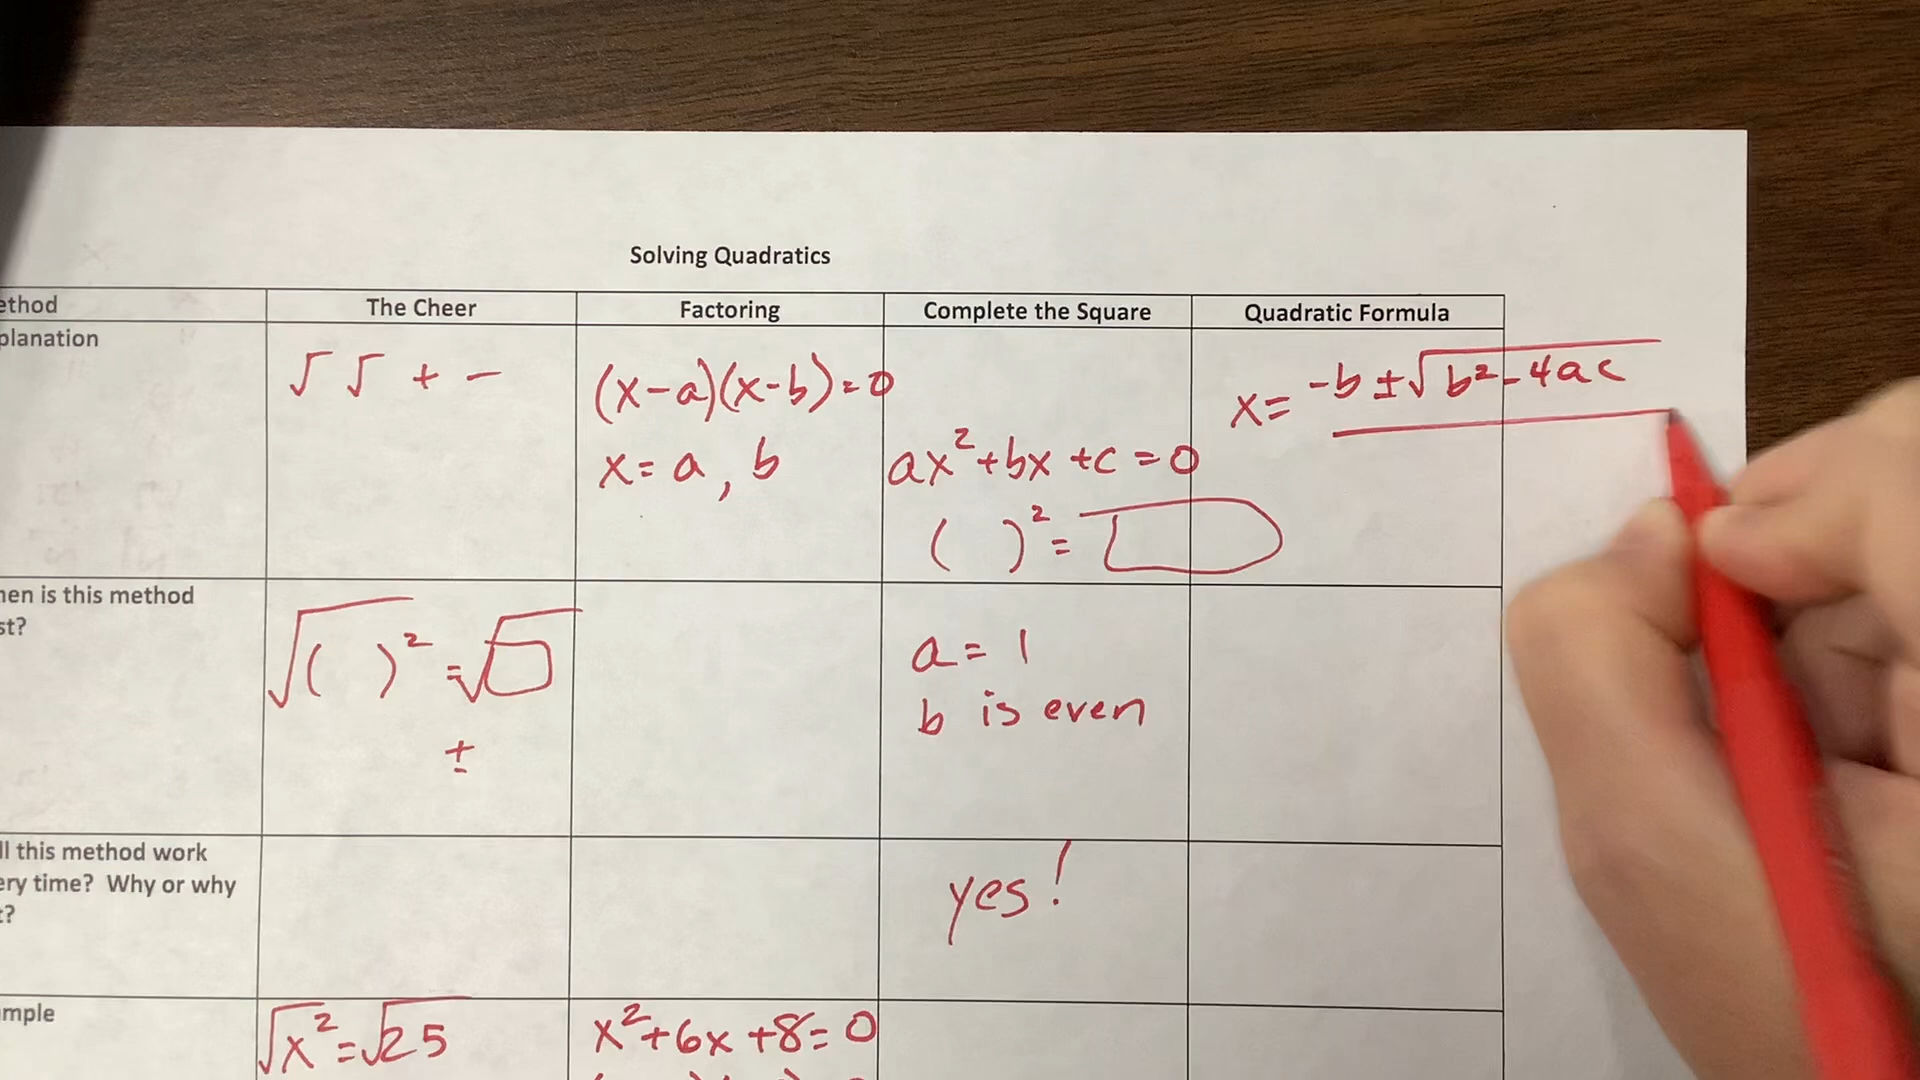 Solving Quadratics
ethod The Cheer Factoring Complete the Square Quadratic Formula
planation
√ √ + −
(x-a)(x-b)=0
x= a, b
ax²+bx+c=0
( )² =
x= -b ± √b²-4ac
hen is this method
st?
√( )² = √
±
a = 1
b is even
ll this method work
ery time? Why or why
t?
yes!
mple
√x² = √25
x²+6x+8=0